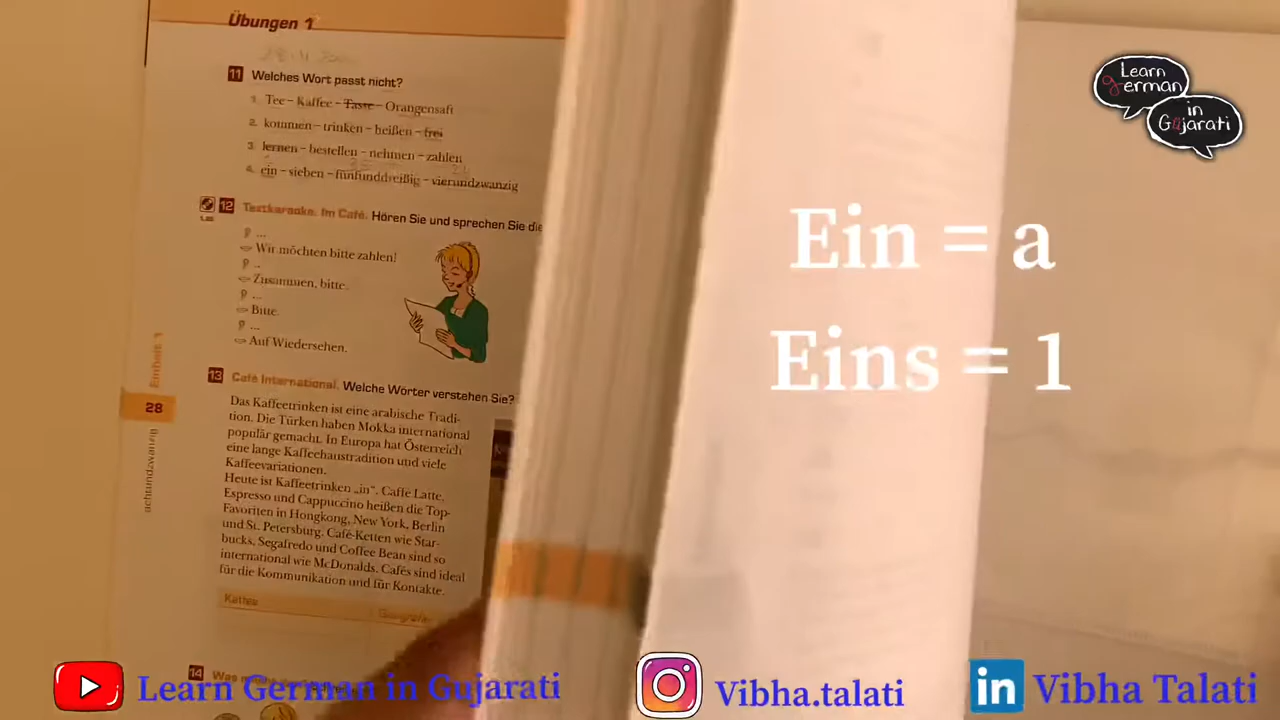 Übungen 1
11 Welches Wort passt nicht?
1. Tee – Kaffee – Tasse – Orangensaft
2. kommen – trinken – heißen – frei
3. lernen – bestellen – nehmen – zahlen
4. ein – sieben – fünfunddreißig – vierundzwanzig
12 Textkaraoke. Im Café. Hören Sie und sprechen Sie die
...
Wir möchten bitte zahlen!
...
Zusammen, bitte.
...
Bitte.
...
Auf Wiedersehen.
13 Café International. Welche Wörter verstehen Sie?
Das Kaffeetrinken ist eine arabische Tradi-
tion. Die Türken haben Mokka international
populär gemacht. In Europa hat Österreich
eine lange Kaffeehaustradition und viele
Kaffeevariationen.
Heute ist Kaffeetrinken „in“. Caffè Latte,
Espresso und Cappuccino heißen die Top-
Favoriten in Hongkong, New York, Berlin
und St. Petersburg. Café-Ketten wie Star-
bucks, Segafredo und Coffee Bean sind so
international wie McDonalds. Cafés sind ideal
für die Kommunikation und für Kontakte.
Kaffee
14 Was
Einheit 1
28
achtundzwanzig
Learn
german
in
Gujarati
Ein = a
Eins = 1
Learn German in Gujarati
Vibha.talati
in Vibha Talati